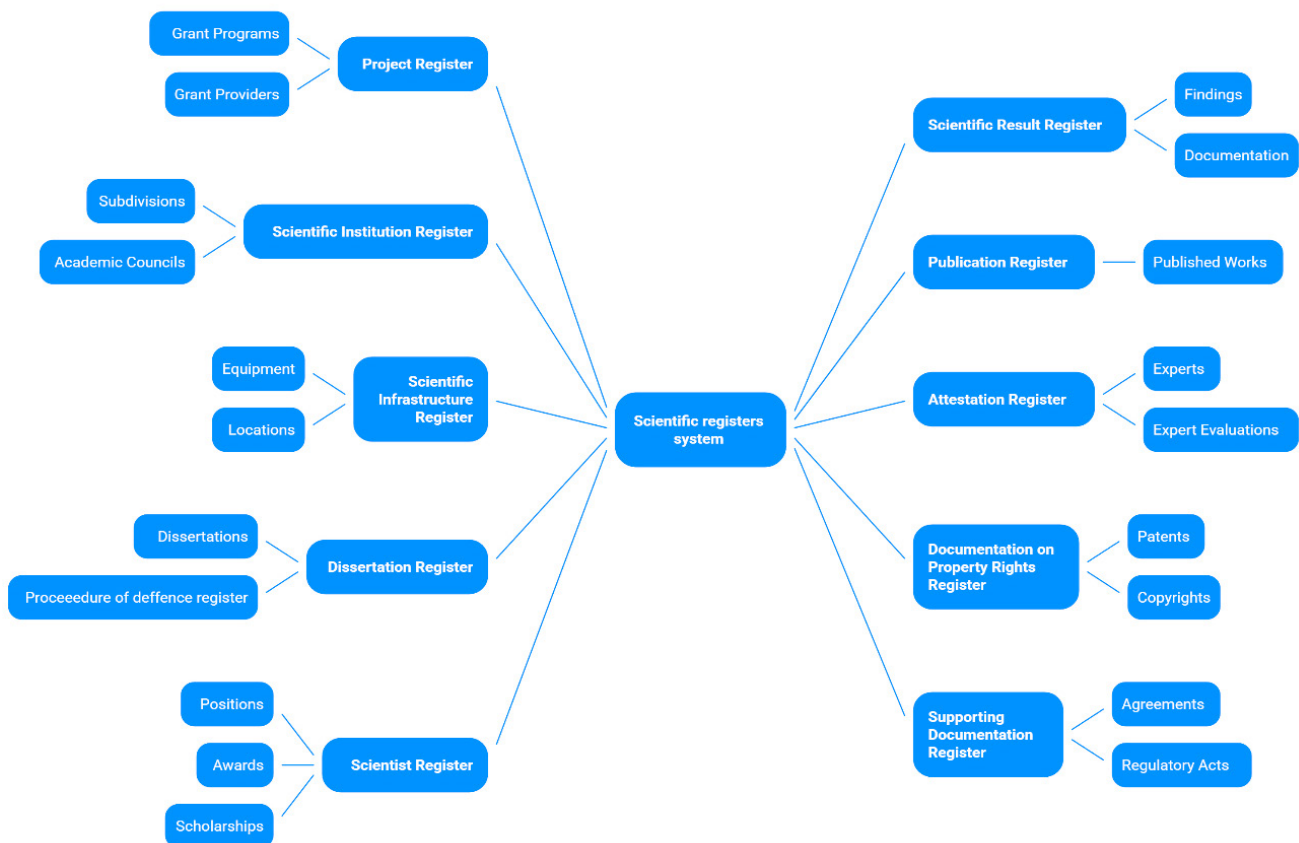 Grant Programs
Project Register
Grant Providers
Subdivisions
Scientific Institution Register
Academic Councils
Equipment
Scientific
Infrastructure
Register
Locations
Dissertations
Dissertation Register
Proceeedure of deffence register
Positions
Awards
Scientist Register
Scholarships
Scientific registers
system
Findings
Scientific Result Register
Documentation
Publication Register
Published Works
Experts
Attestation Register
Expert Evaluations
Documentation on
Property Rights
Register
Patents
Copyrights
Supporting
Documentation
Register
Agreements
Regulatory Acts